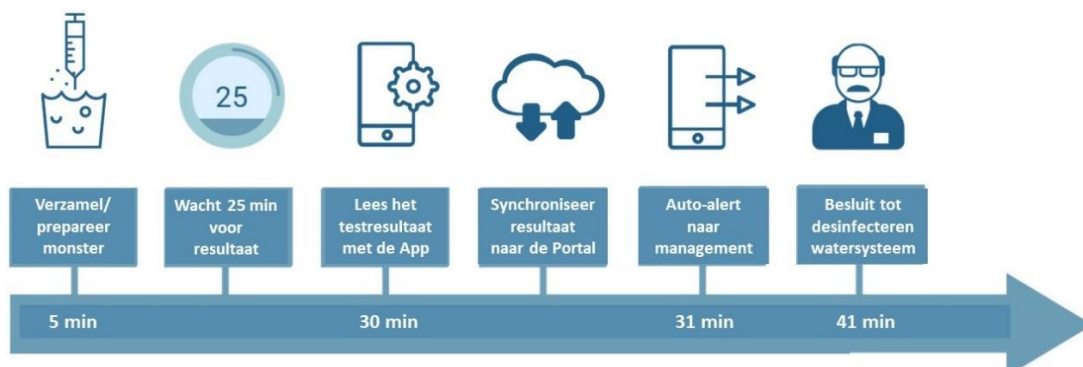 25
Verzamel/
prepareer
monster
Wacht 25 min
voor
resultaat
Lees het
testresultaat
met de App
Synchroniseer
resultaat
naar de Portal
Auto-alert
naar
management
Besluit tot
desinfecteren
watersysteem
5 min
30 min
31 min
41 min